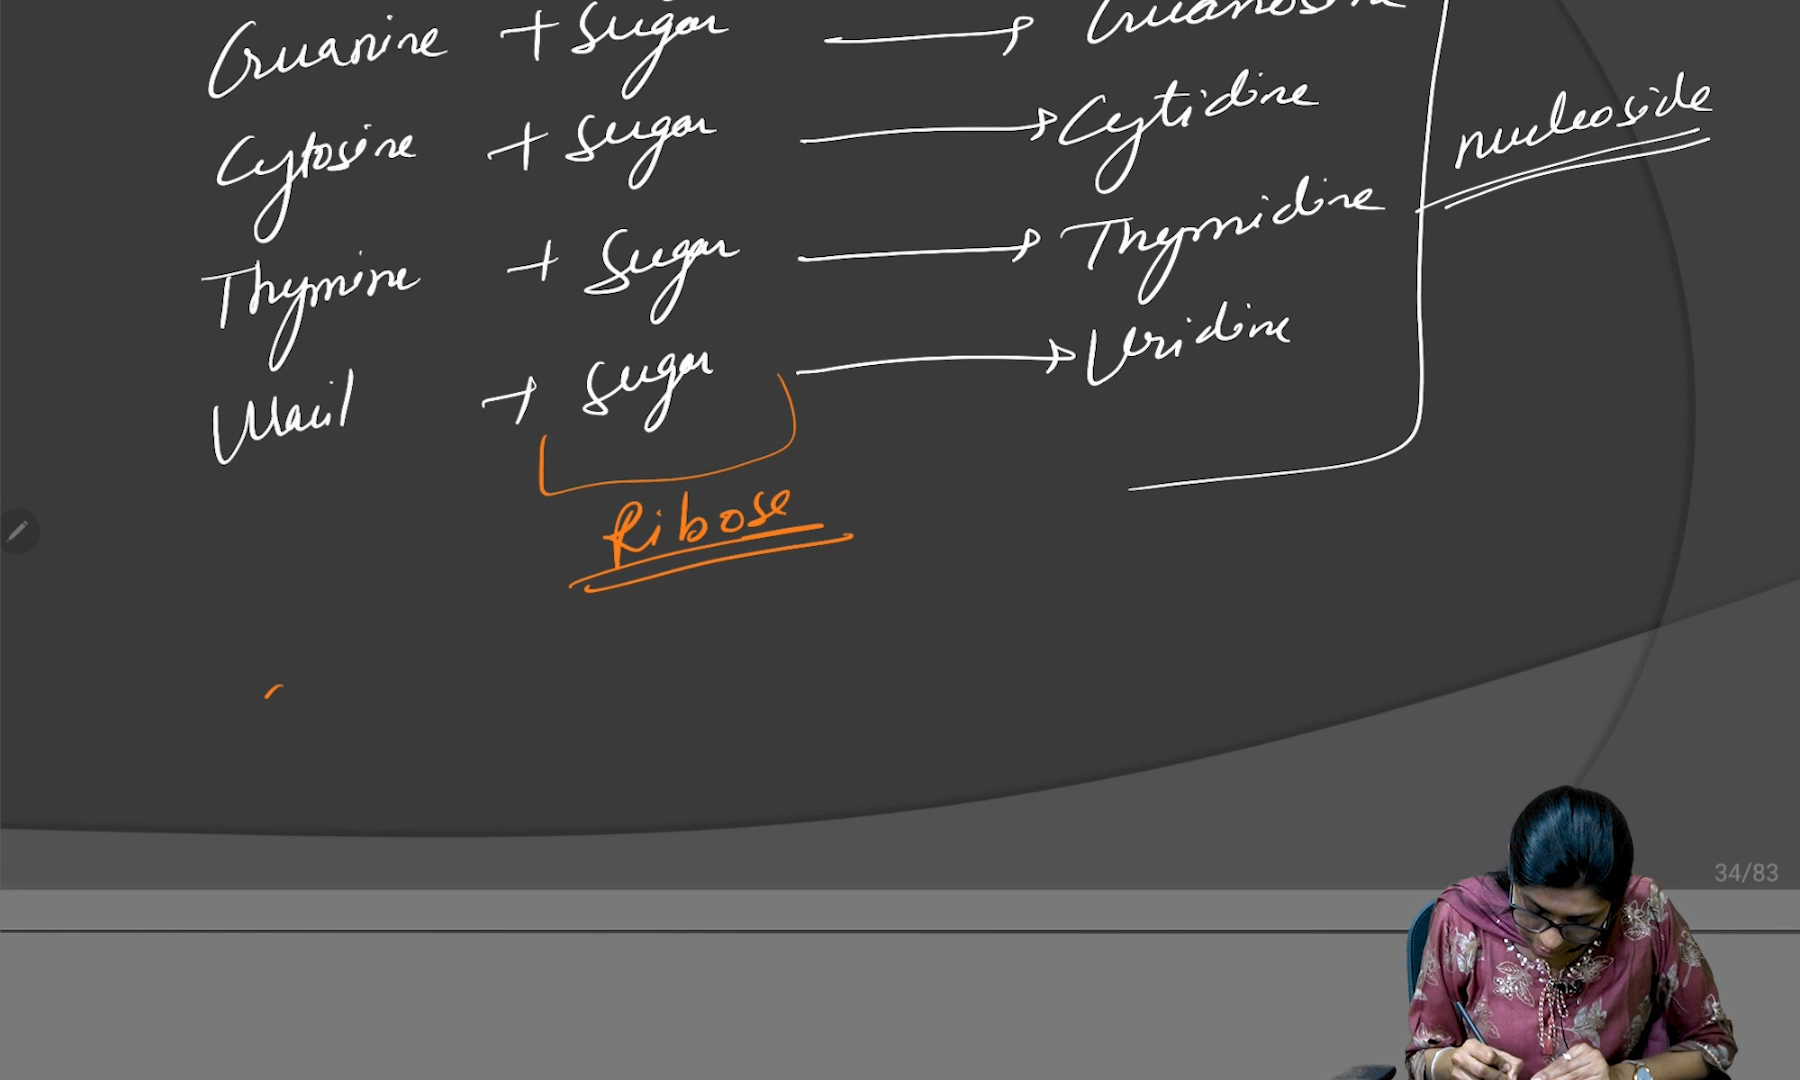 Guanine + Sugar → Guanosine
Cytosine + Sugar → Cytidine
Thymine + Sugar → Thymidine
Uracil + Sugar → Uridine
nucleoside
Ribose
34/83